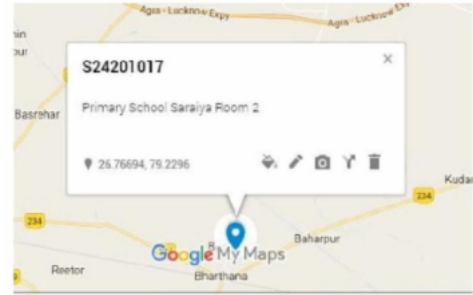 Agra - Lucknow Expy
Agra - Lucknow
S24201017
Basrehar
Primary School Saraiya Room 2
26.76694, 79.2296
234
234
Baharpur
Google My Maps
Reetor
Bharthana